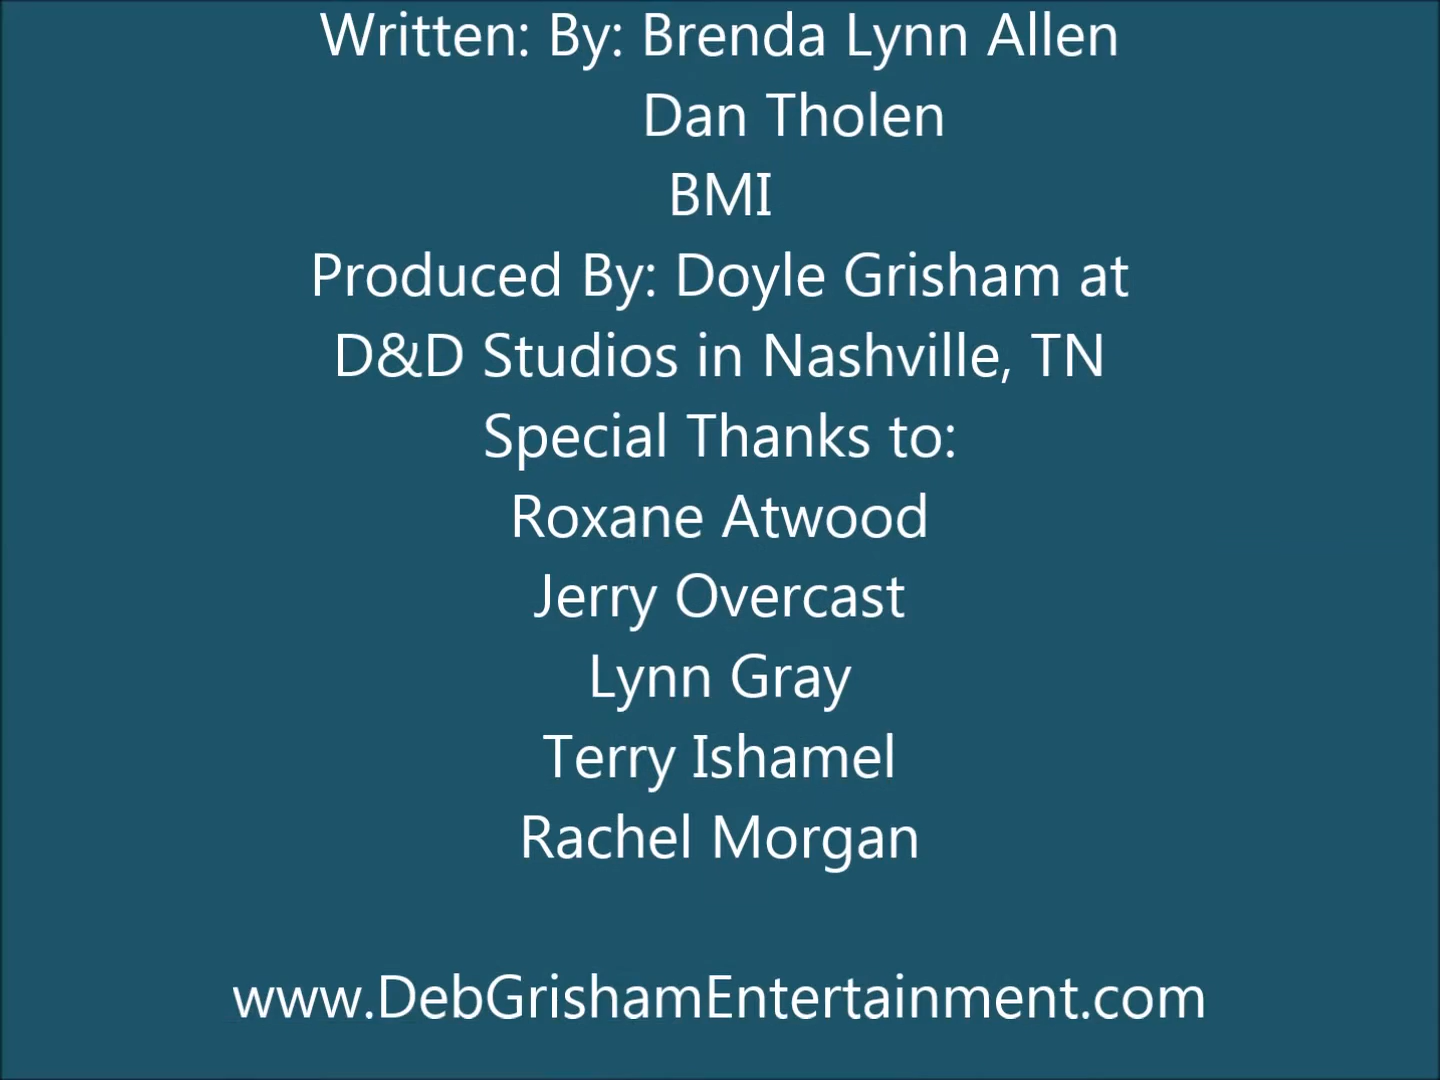 Written: By: Brenda Lynn Allen
Dan Tholen
BMI
Produced By: Doyle Grisham at
D&D Studios in Nashville, TN
Special Thanks to:
Roxane Atwood
Jerry Overcast
Lynn Gray
Terry Ishamel
Rachel Morgan
www.DebGrishamEntertainment.com